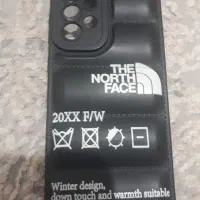 THE
NORTH
FACE
20XX F/W
Winter design,
down touch and warmth suitable